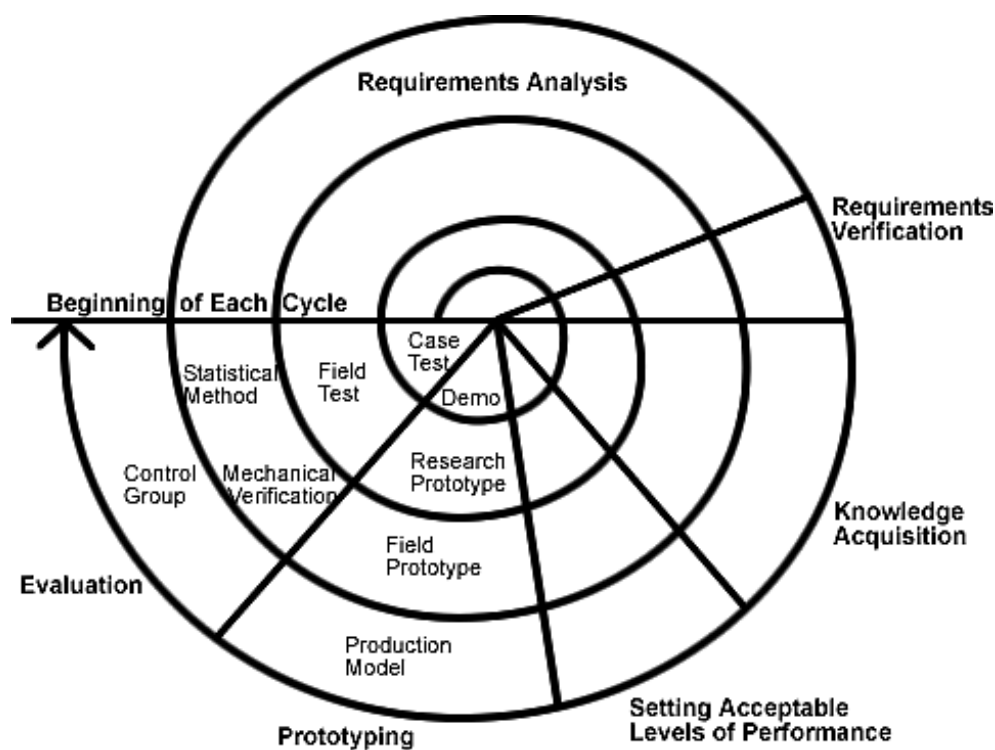 Requirements Analysis
Requirements
Verification
Beginning of Each Cycle
Case
Test
Statistical
Method
Field
Test
Demo
Control
Group
Mechanical
Verification
Research
Prototype
Knowledge
Acquisition
Field
Prototype
Evaluation
Production
Model
Setting Acceptable
Levels of Performance
Prototyping